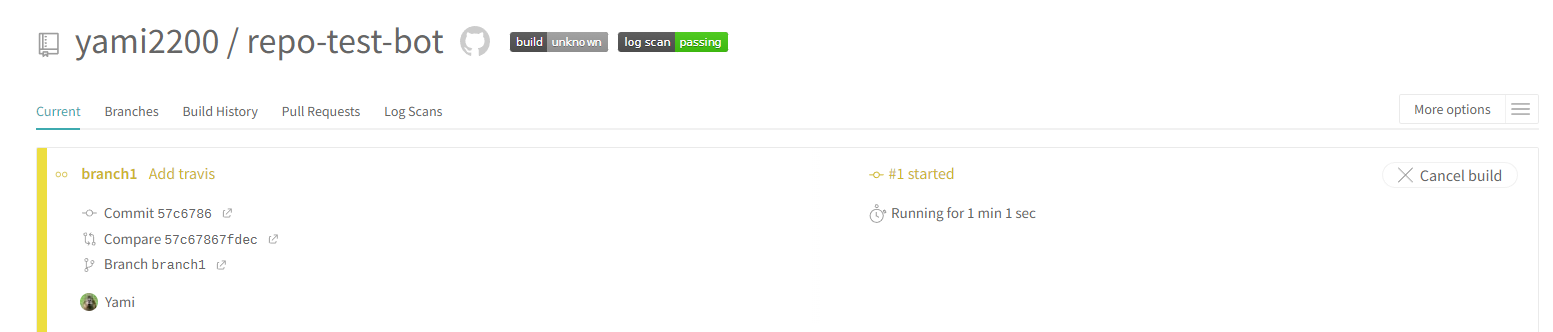 yami2200 / repo-test-bot build unknown log scan passing
Current Branches Build History Pull Requests Log Scans More options
branch1 Add travis #1 started Cancel build
Commit 57c6786 Running for 1 min 1 sec
Compare 57c67867fdec
Branch branch1
Yami